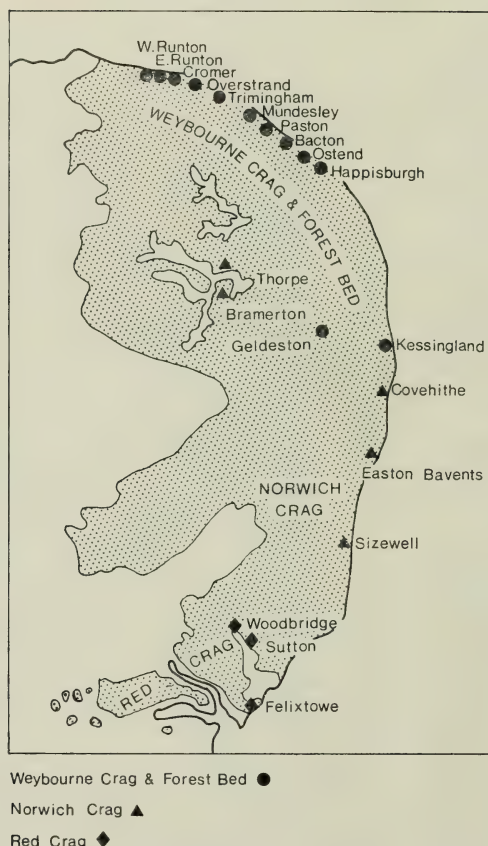 W. Runton
E. Runton
Cromer
Overstrand
Trimingham
Mundesley
Paston
Bacton
Ostend
Happisburgh
WEYBOURNE CRAG & FOREST BED
Thorpe
Bramerton
Geldeston
Kessingland
Covehithe
Easton Bavents
NORWICH
CRAG
Sizewell
Woodbridge
Sutton
RED CRAG
Felixtowe
Weybourne Crag & Forest Bed
Norwich Crag
Red Crag